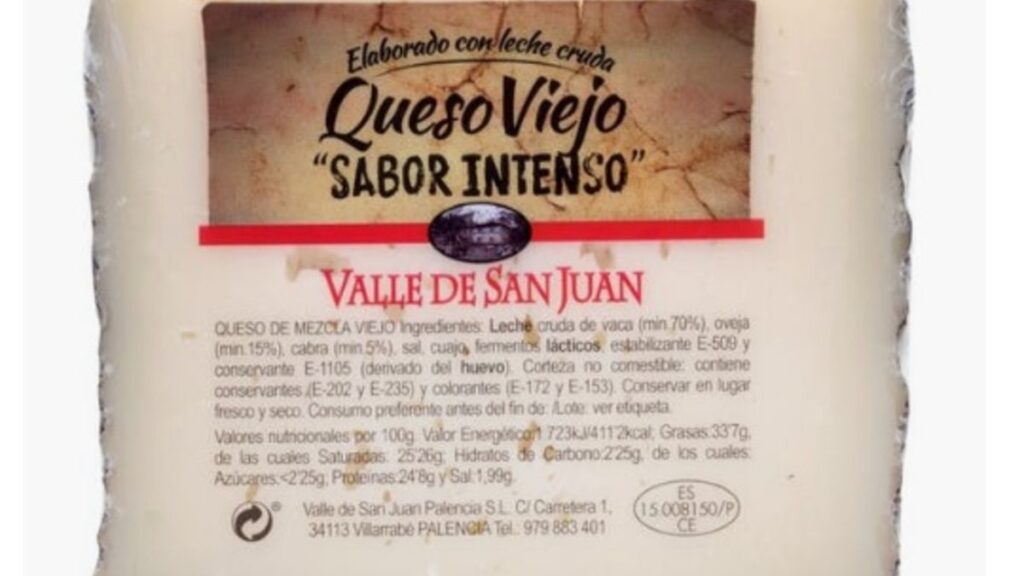 Elaborado con leche cruda
Queso Viejo
"SABOR INTENSO"
VALLE DE SAN JUAN
QUESO DE MEZCLA VIEJO Ingredientes: Leche cruda de vaca (min.70%), oveja
(min.15%), cabra (min.5%), sal, cuajo, fermentos lácticos, estabilizante E-509 y
conservante E-1105 (derivado del huevo). Corteza no comestible: contiene
conservantes (E-202 y E-235) y colorantes (E-172 y E-153). Conservar en lugar
fresco y seco. Consumo preferente antes del fin de: /Lote: ver etiqueta.
Valores nutricionales por 100g. Valor Energético:1.723kJ/411'2kcal; Grasas:33'7g,
de las cuales Saturadas: 25'26g; Hidratos de Carbono:2'25g, de los cuales:
Azúcares:<2'25g; Proteínas:24'8g y Sal:1,99g.
® Valle de San Juan Palencia S.L. C/ Carretera 1,
34113 Villarrabé PALENCIA Tel.: 979 883 401
ES
15.008150/P
CE